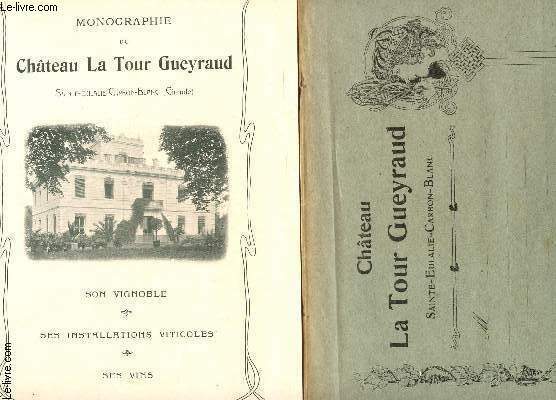 MONOGRAPHIE
DU
Château La Tour Gueyraud
SAINTE-EULALIE-CARBON-BLANC (Gironde)
SON VIGNOBLE
SES INSTALLATIONS VITICOLES
SES VINS
Château
La Tour Gueyraud
SAINTE-EULALIE-CARBON-BLANC
M
Le-livre.com
Le-livre.com